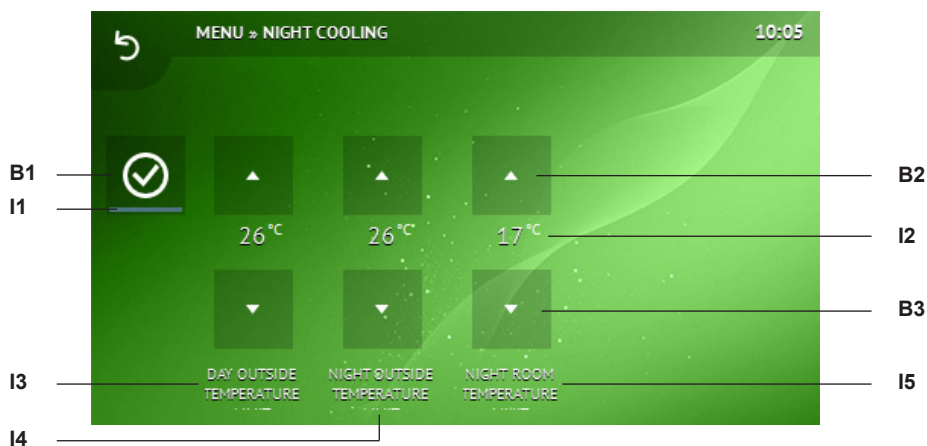 MENU » NIGHT COOLING 10:05
B1
I1
B2
26 °C 26 °C 17 °C
I2
B3
I3
DAY OUTSIDE NIGHT OUTSIDE NIGHT ROOM
TEMPERATURE TEMPERATURE TEMPERATURE
I5
I4